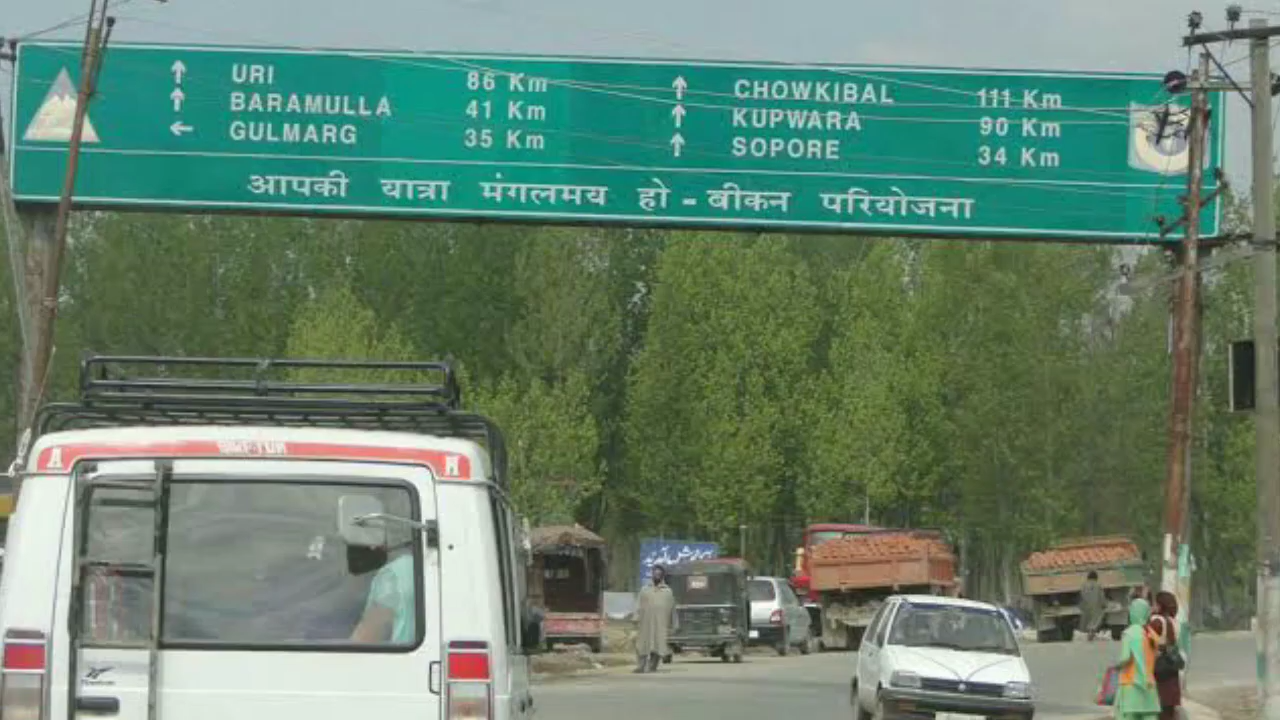 URI 86 Km
BARAMULLA 41 Km
GULMARG 35 Km
CHOWKIBAL 111 Km
KUPWARA 90 Km
SOPORE 34 Km
आपकी यात्रा मंगलमय हो - बीकन परियोजना